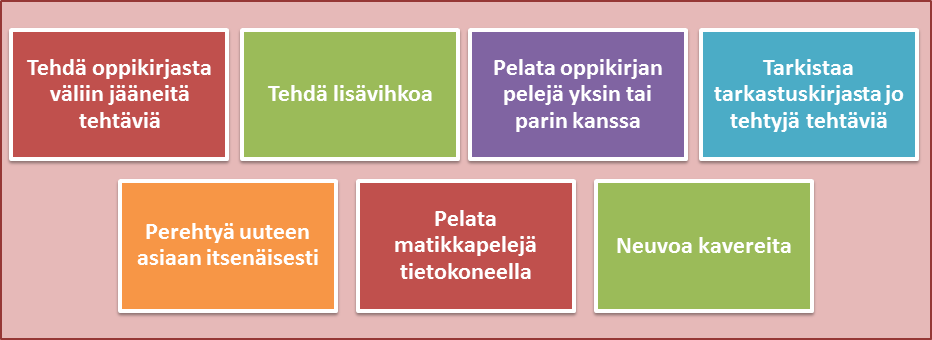 Tehdä oppikirjasta
väliin jääneitä
tehtäviä
Tehdä lisävihkoa
Pelata oppikirjan
pelejä yksin tai
parin kanssa
Tarkistaa
tarkastuskirjasta jo
tehtyjä tehtäviä
Perehtyä uuteen
asiaan itsenäisesti
Pelata
matikkapelejä
tietokoneella
Neuvoa kavereita